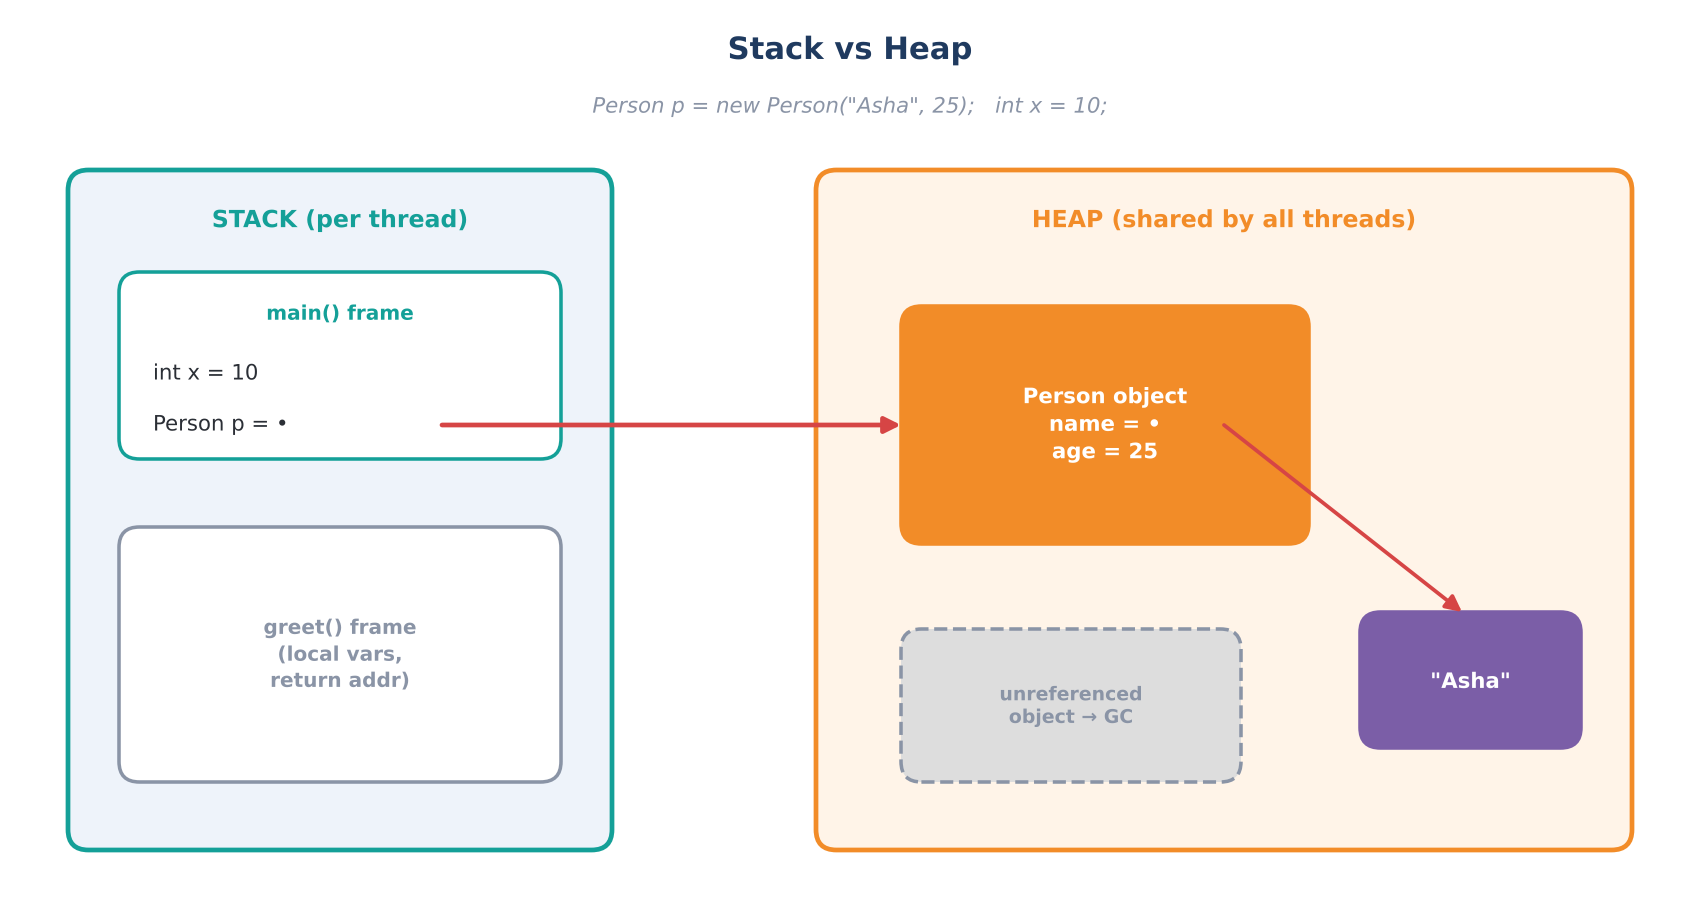 Stack vs Heap
Person p = new Person("Asha", 25);   int x = 10;
STACK (per thread)
main() frame
int x = 10
Person p = •
greet() frame
(local vars,
return addr)
HEAP (shared by all threads)
Person object
name = •
age = 25
unreferenced
object → GC
"Asha"